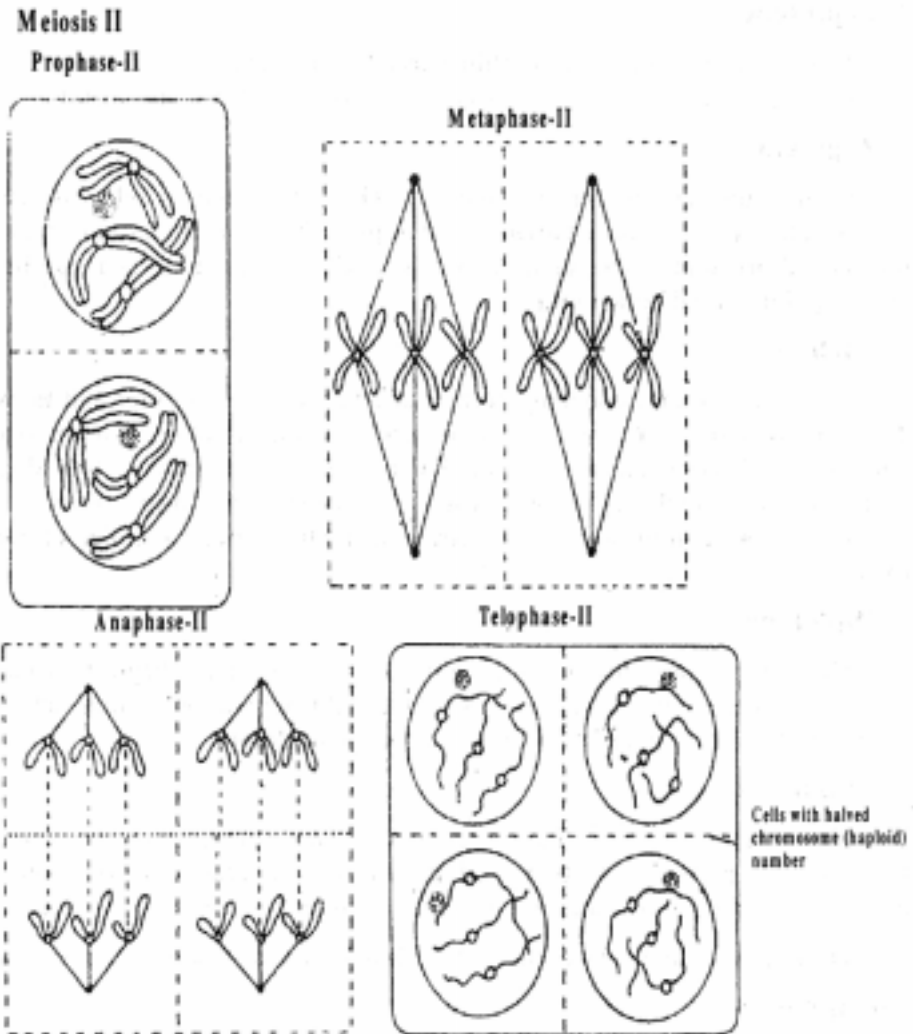 Meiosis II
Prophase-II
Metaphase-II
Anaphase-II
Telophase-II
Cells with halved
chromosome (haploid)
number